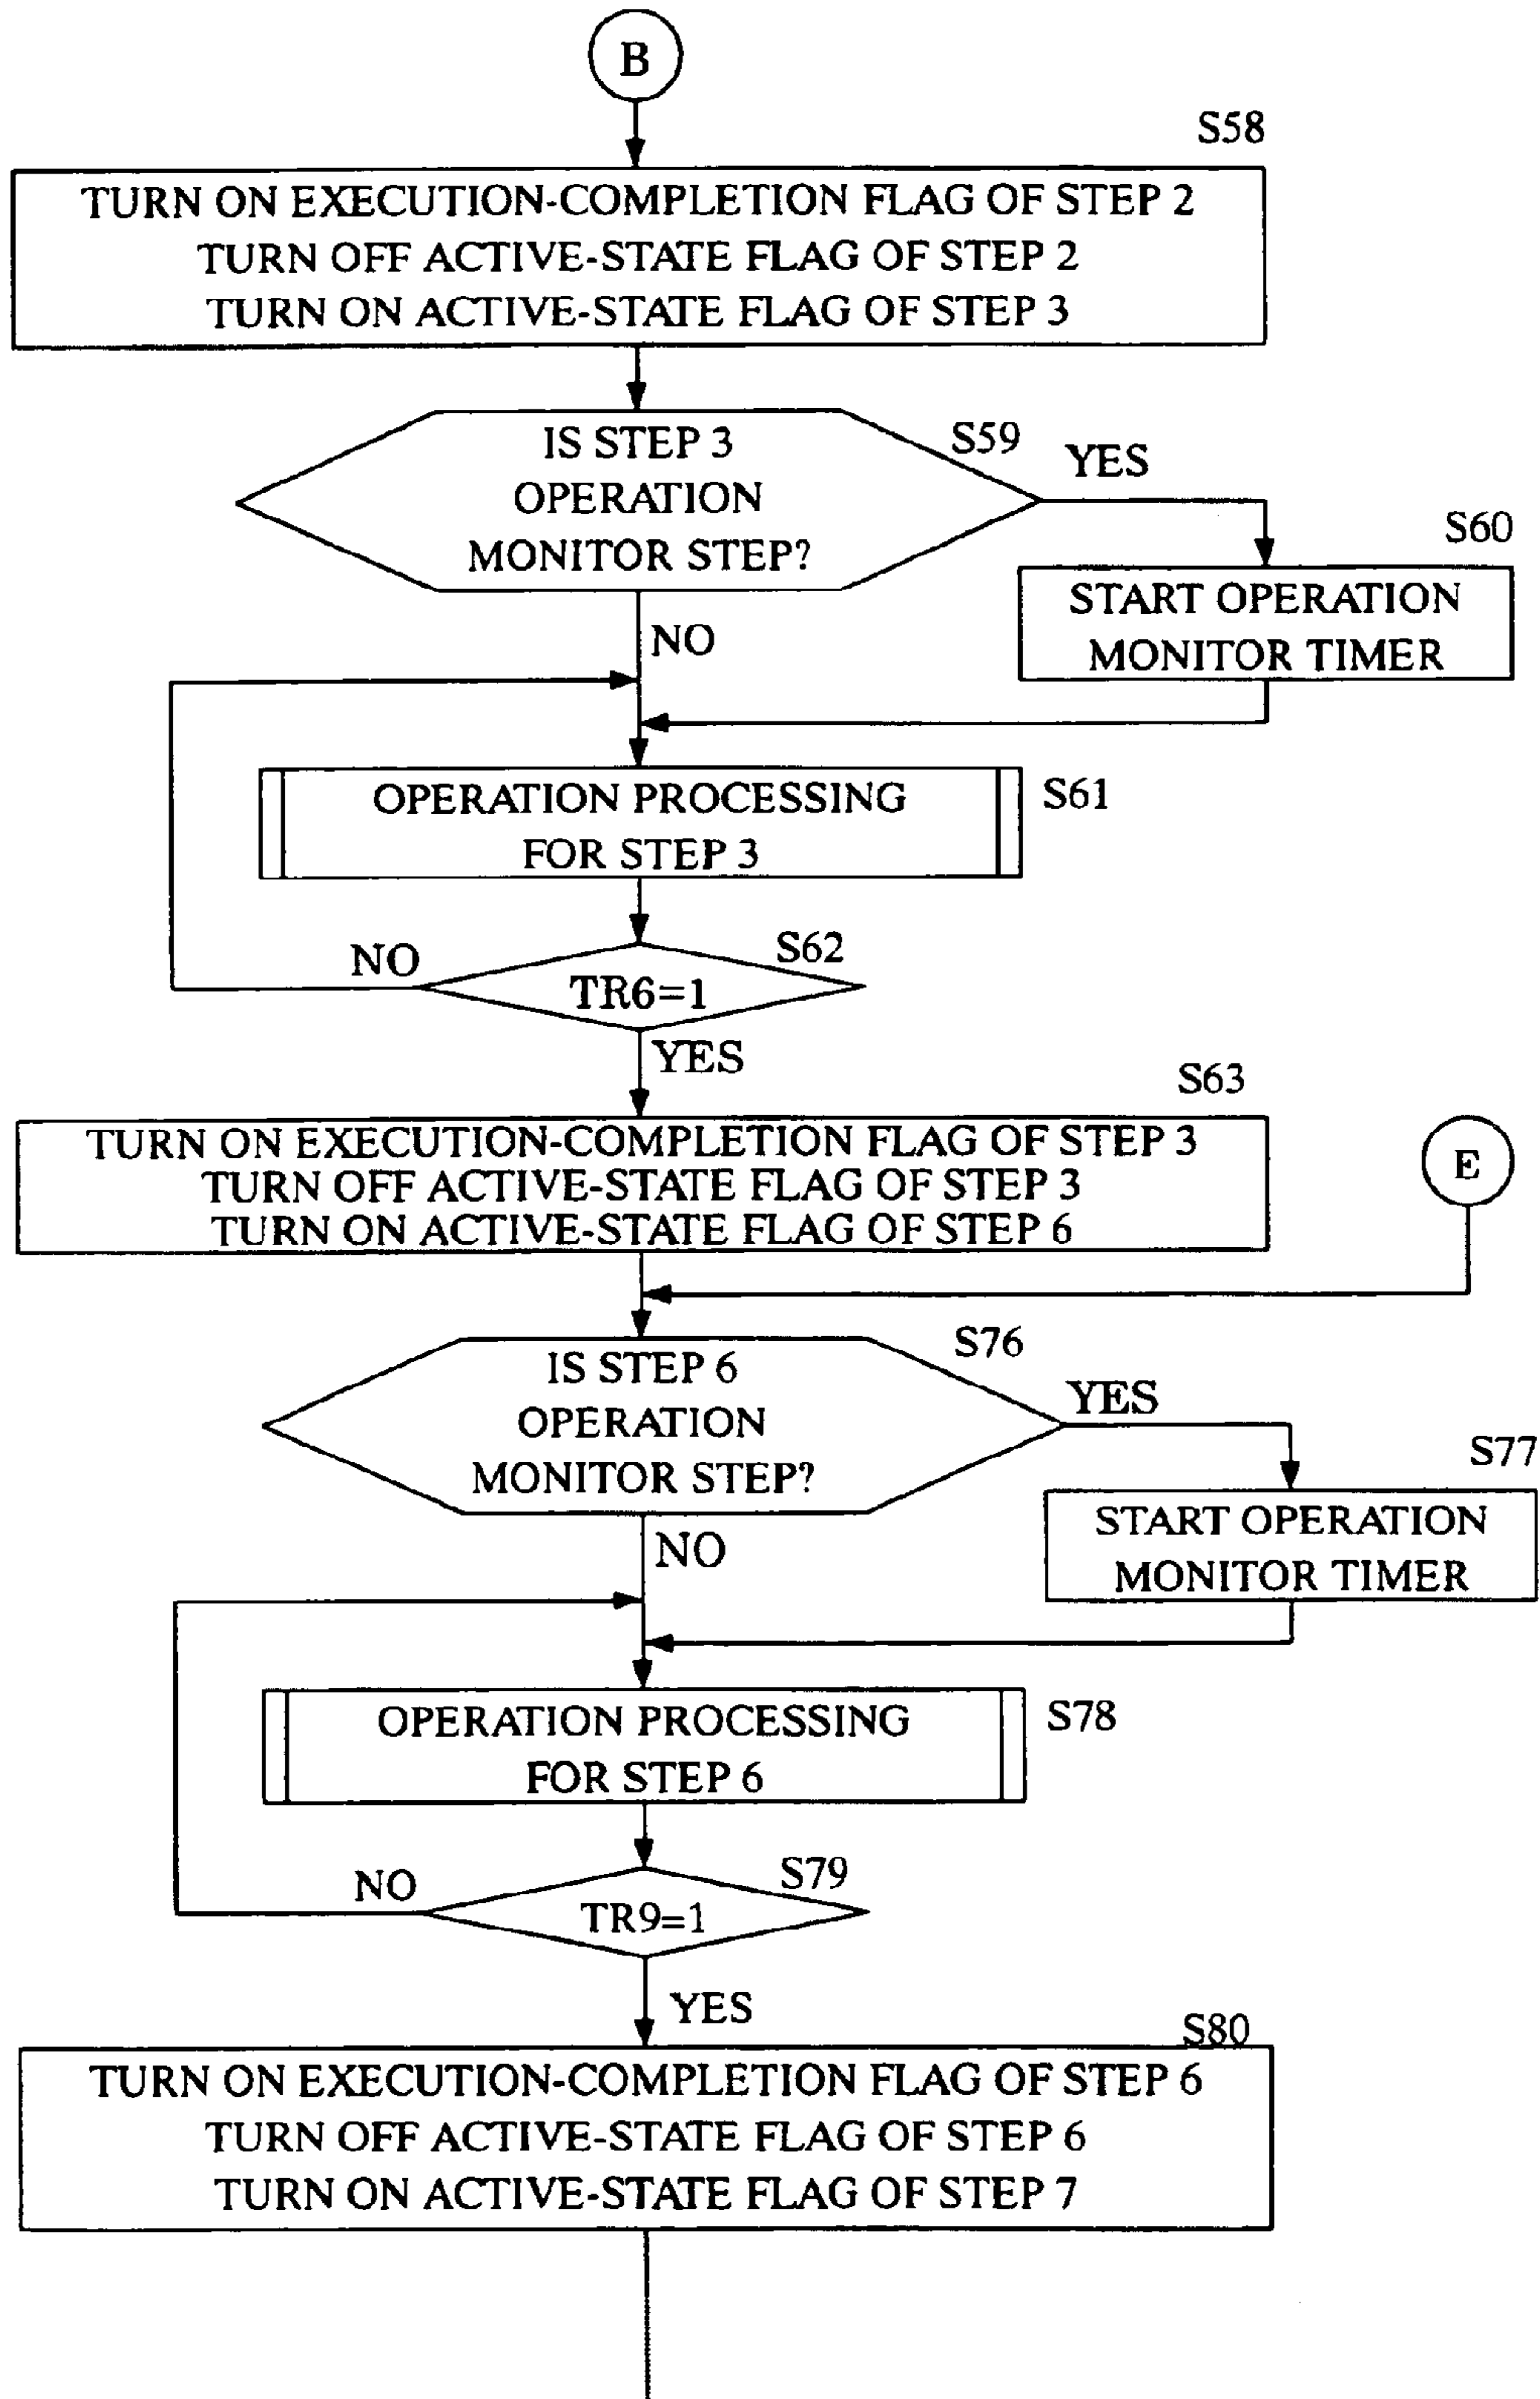 B
S58
TURN ON EXECUTION-COMPLETION FLAG OF STEP 2
TURN OFF ACTIVE-STATE FLAG OF STEP 2
TURN ON ACTIVE-STATE FLAG OF STEP 3
IS STEP 3
OPERATION
MONITOR STEP?
S59
YES
S60
START OPERATION
MONITOR TIMER
NO
OPERATION PROCESSING
FOR STEP 3
S61
NO
S62
TR6=1
YES
S63
TURN ON EXECUTION-COMPLETION FLAG OF STEP 3
TURN OFF ACTIVE-STATE FLAG OF STEP 3
TURN ON ACTIVE-STATE FLAG OF STEP 6
E
IS STEP 6
OPERATION
MONITOR STEP?
S76
YES
S77
START OPERATION
MONITOR TIMER
NO
OPERATION PROCESSING
FOR STEP 6
S78
NO
S79
TR9=1
YES
S80
TURN ON EXECUTION-COMPLETION FLAG OF STEP 6
TURN OFF ACTIVE-STATE FLAG OF STEP 6
TURN ON ACTIVE-STATE FLAG OF STEP 7